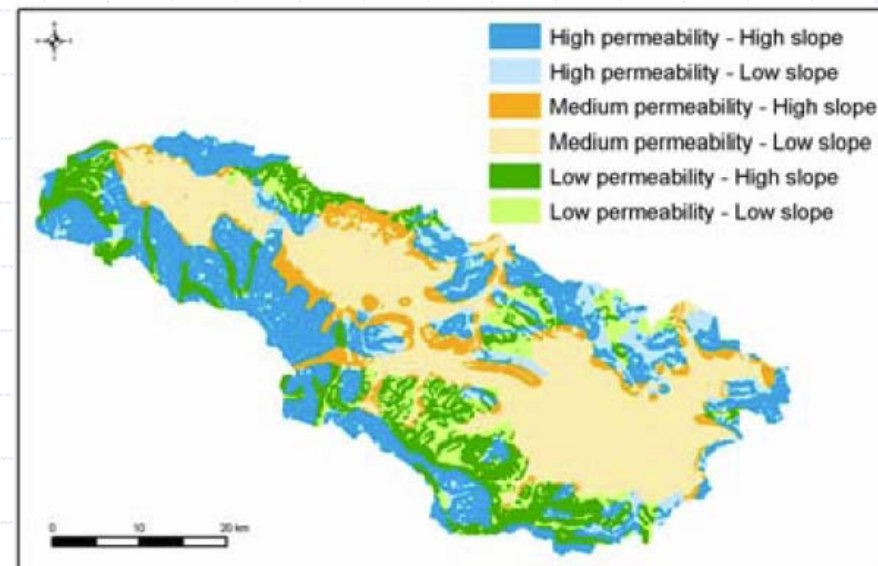 High permeability - High slope
High permeability - Low slope
Medium permeability - High slope
Medium permeability - Low slope
Low permeability - High slope
Low permeability - Low slope
0 10 20 km